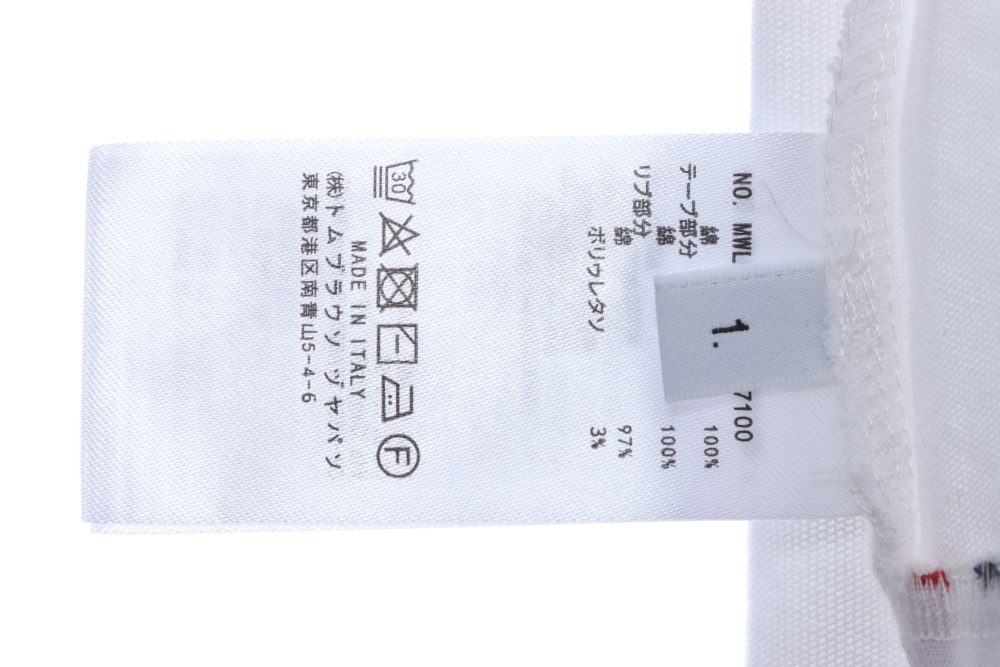 NO. MWL 7100
1.
綿 100%
テープ部分
綿 100%
リブ部分
綿 97%
ポリウレタン 3%
30 F
MADE IN ITALY
(株)トムブラウン ジャパン
東京都港区南青山5-4-6